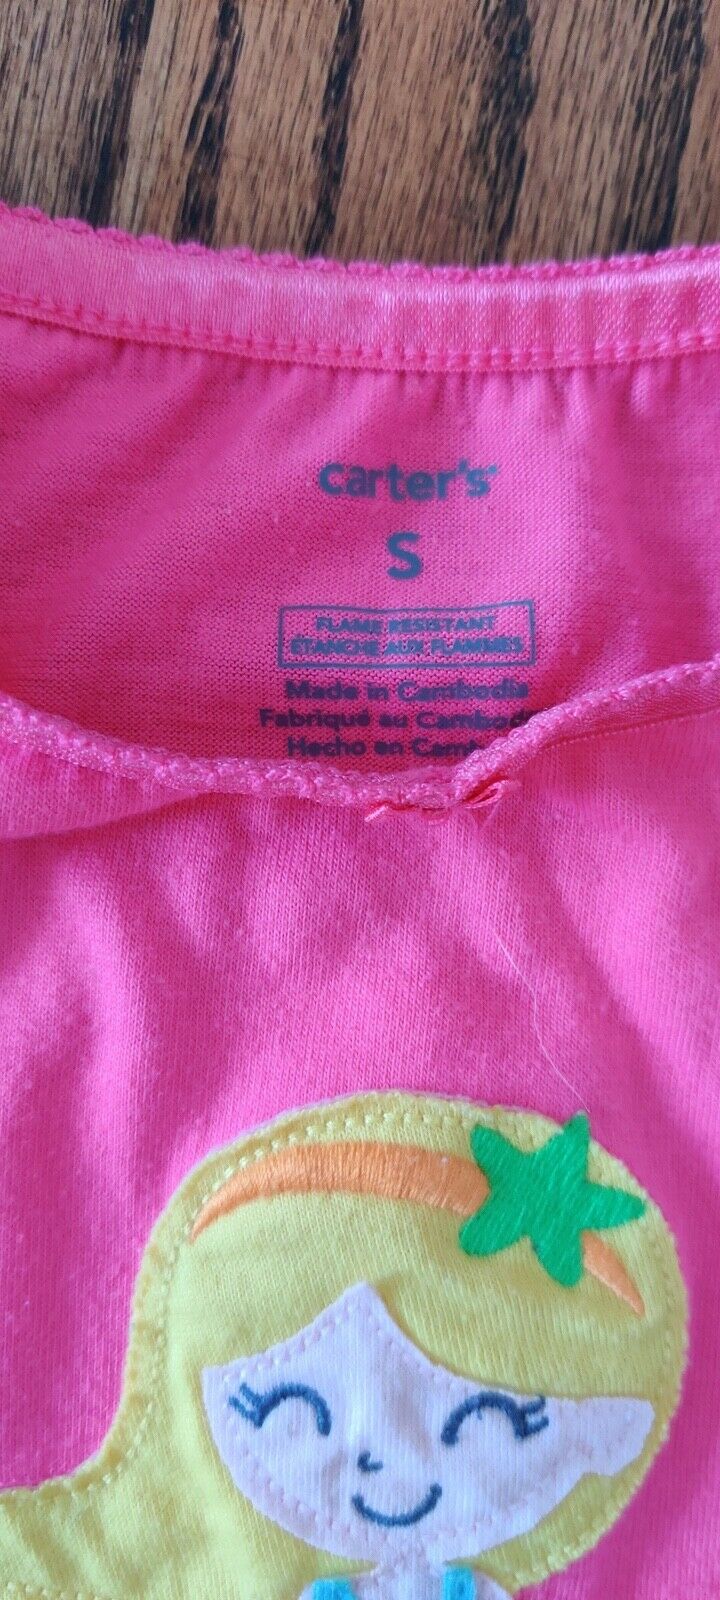 carter's
S
FLAME RESISTANT
ÉTANCHE AUX FLAMMES
Made in Cambodia
Fabriqué au
Hecho en